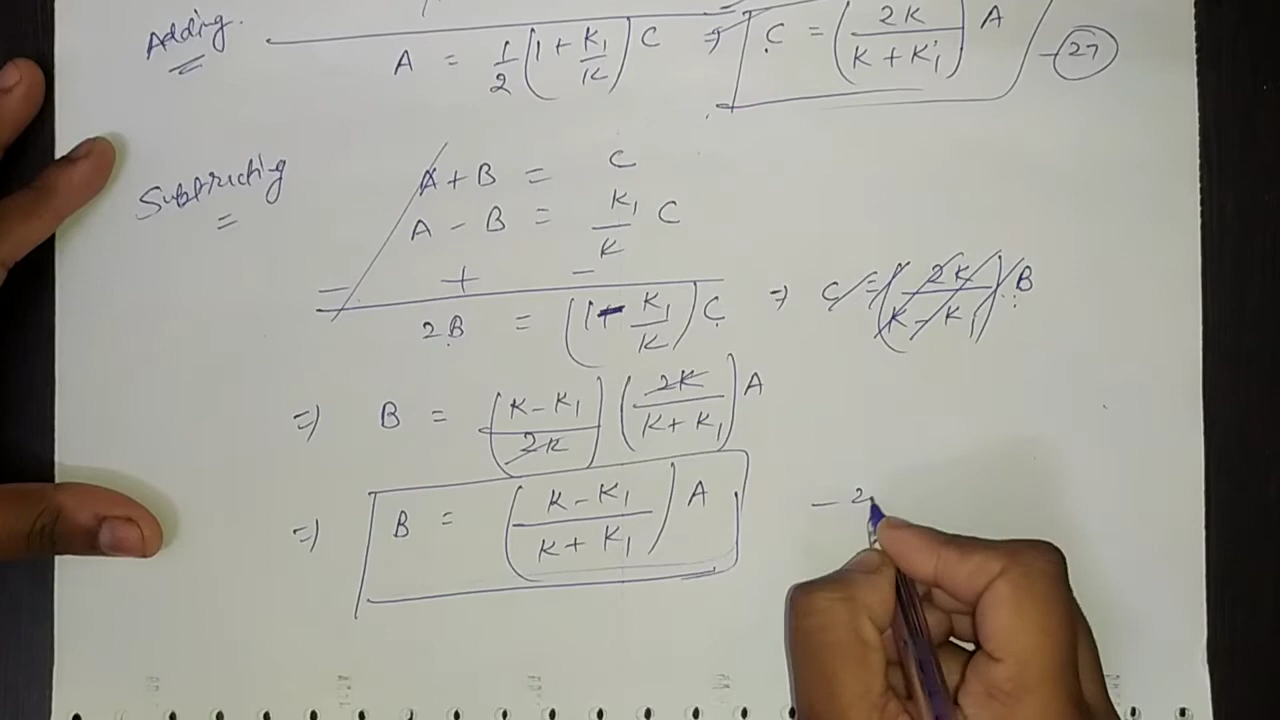 Adding.
A = 1/2 (1 + K1/K) C ⇒ C = (2K/(K + K1)) A — 27
Subtructing
A + B = C
A - B = K1/K C
- + -
2B = (1 - K1/K) C ⇒ C = (2K/(K - K1)) B
⇒ B = ((K - K1)/2K) (2K/(K + K1)) A
⇒ B = ((K - K1)/(K + K1)) A — 2